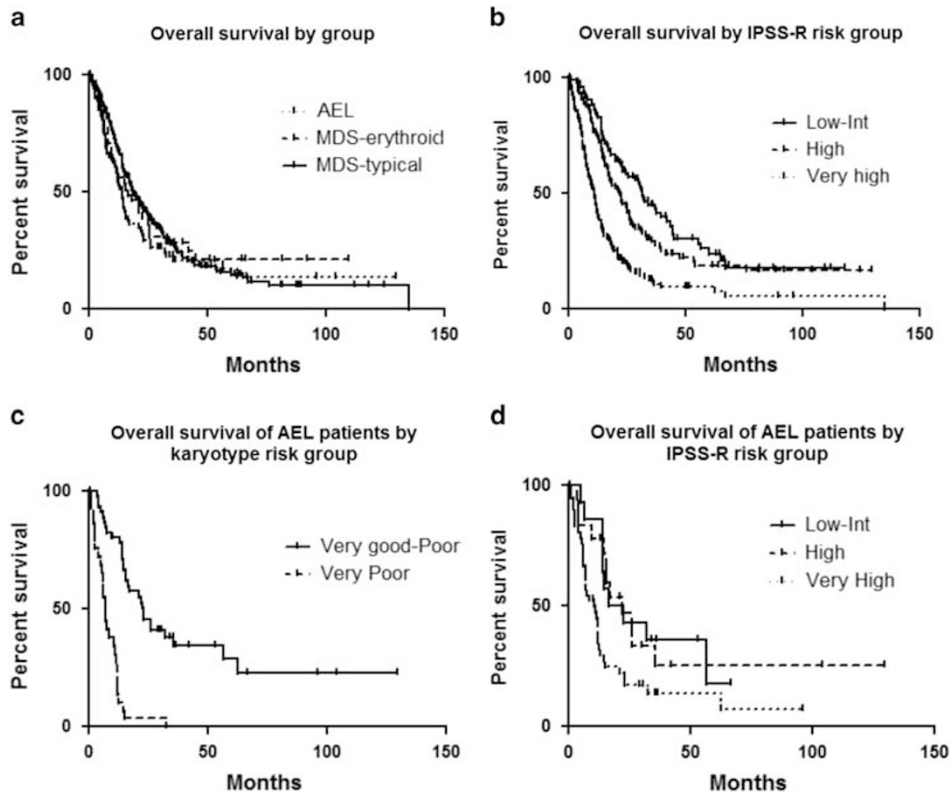 a
Overall survival by group
Percent survival
100
50
0
AEL
MDS-erythroid
MDS-typical
0 50 100 150
Months
b
Overall survival by IPSS-R risk group
Percent survival
100
50
0
Low-Int
High
Very high
0 50 100 150
Months
c
Overall survival of AEL patients by
karyotype risk group
Percent survival
100
50
0
Very good-Poor
Very Poor
0 50 100 150
Months
d
Overall survival of AEL patients by
IPSS-R risk group
Percent survival
100
50
0
Low-Int
High
Very High
0 50 100 150
Months